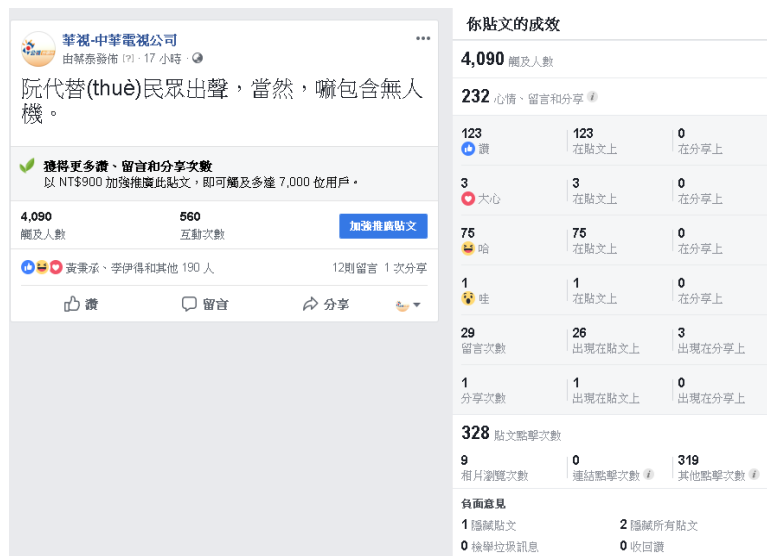 華視-中華電視公司
由蔡泰發佈 [?] · 17 小時 ·
阮代替(thuè)民眾出聲，當然，嘛包含無人
機。
獲得更多讚、留言和分享次數
以 NT$900 加強推廣此貼文，即可觸及多達 7,000 位用戶。
4,090 560
觸及人數 互動次數 加強推廣貼文
黃秉承、李伊得和其他 190 人 12則留言 1 次分享
讚 留言 分享
你貼文的成效
4,090 觸及人數
232 心情、留言和分享
123 123 0
讚 在貼文上 在分享上
3 3 0
大心 在貼文上 在分享上
75 75 0
哈 在貼文上 在分享上
1 1 0
哇 在貼文上 在分享上
29 26 3
留言次數 出現在貼文上 出現在分享上
1 1 0
分享次數 出現在貼文上 出現在分享上
328 貼文點擊次數
9 0 319
相片瀏覽次數 連結點擊次數 其他點擊次數
負面意見
1 隱藏貼文 2 隱藏所有貼文
0 檢舉垃圾訊息 0 收回讚